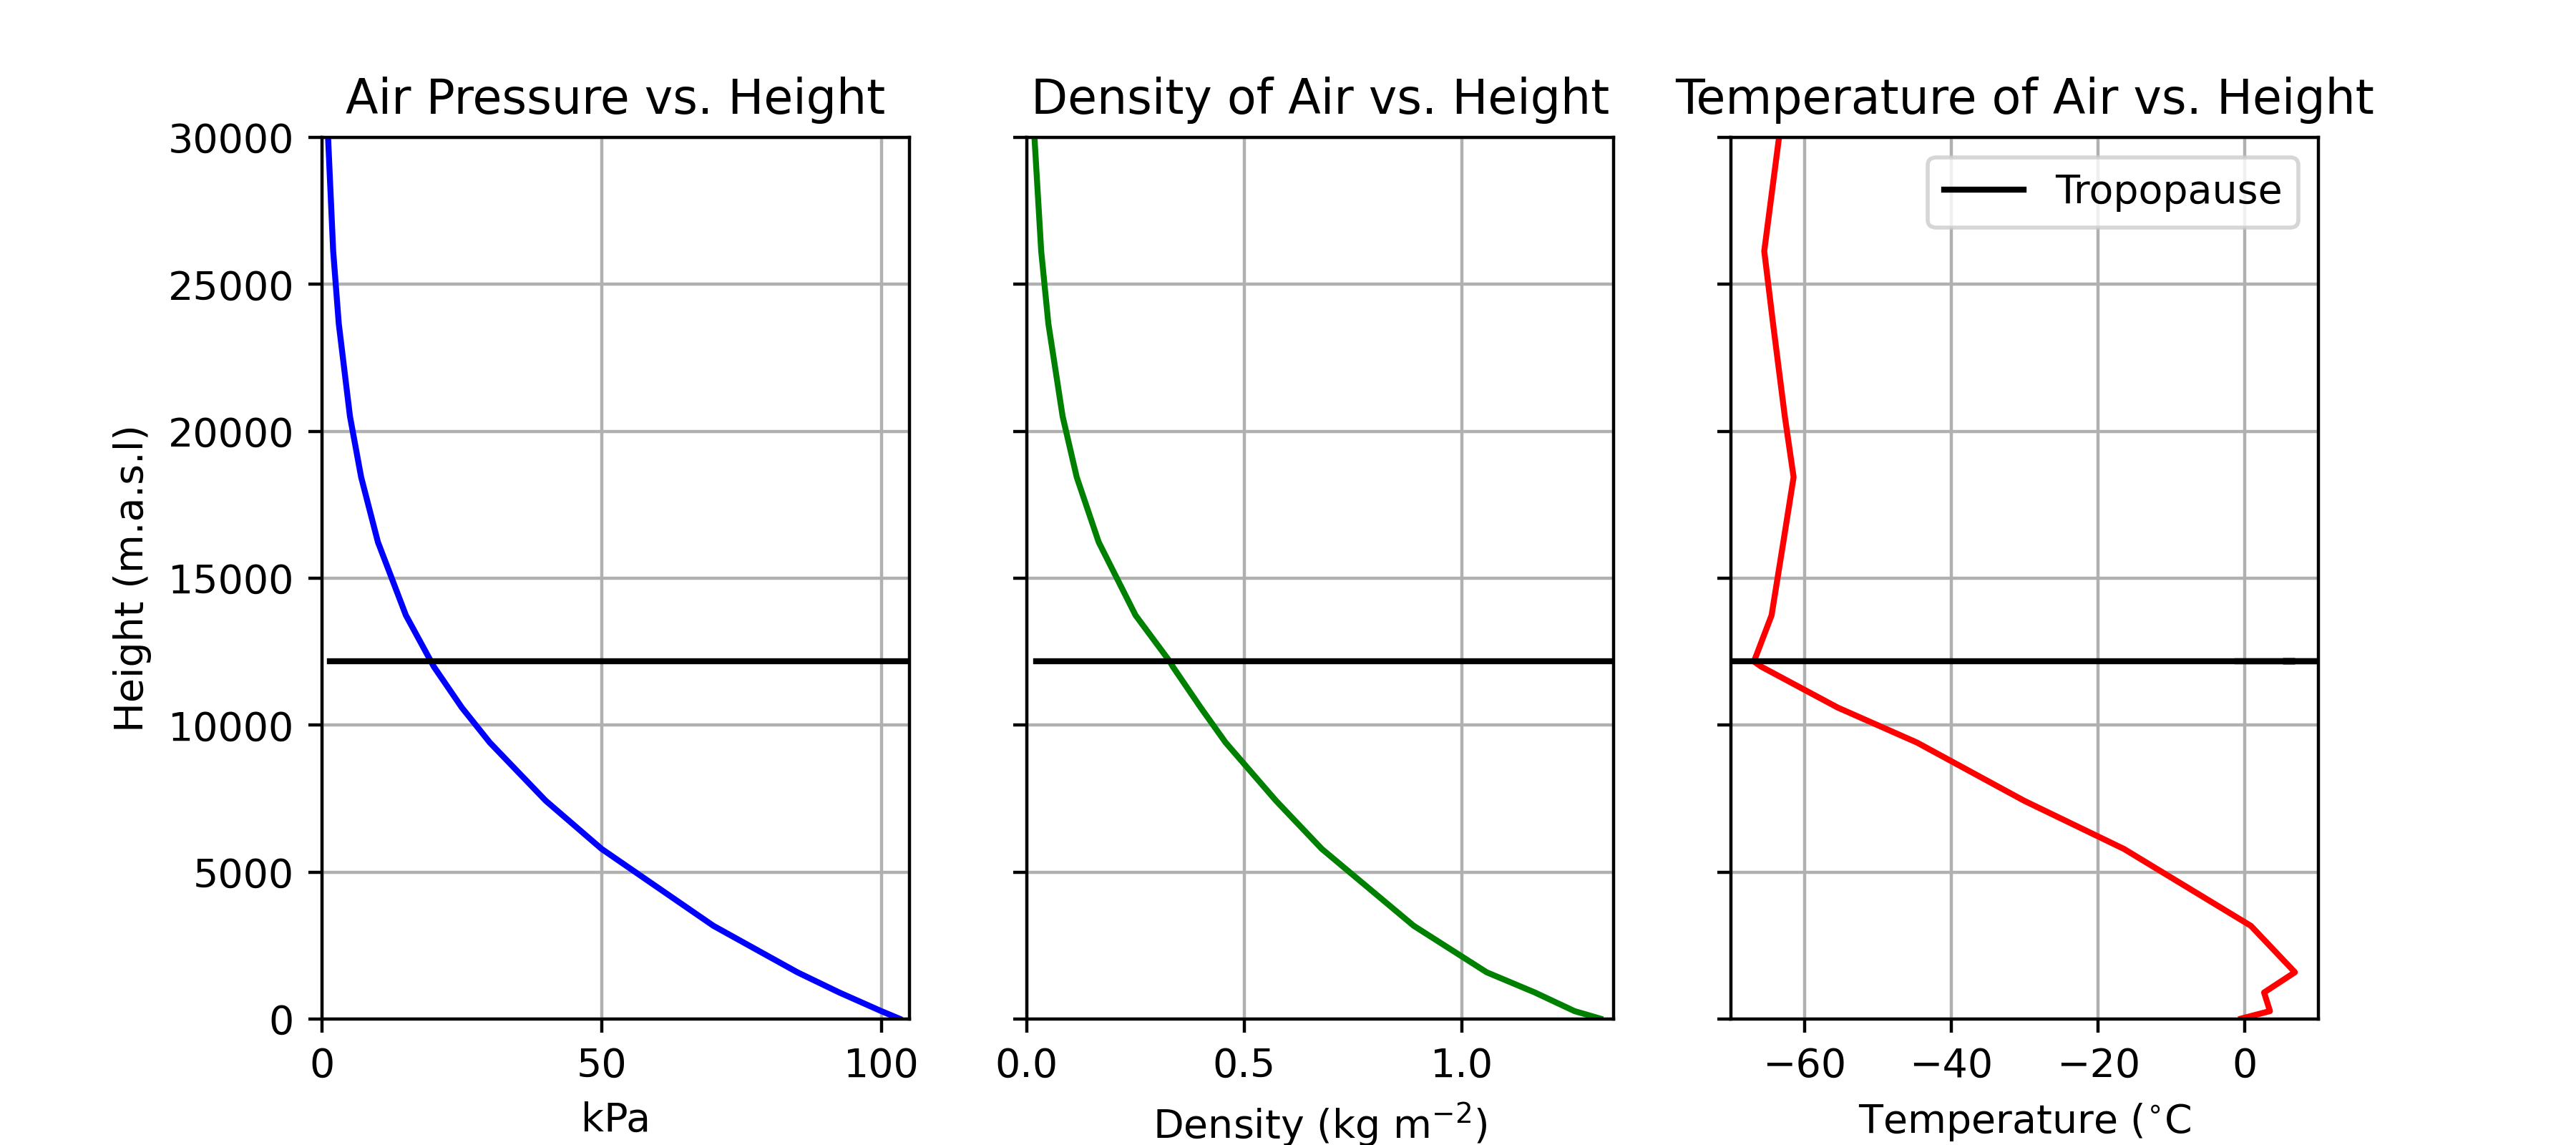 Air Pressure vs. Height
Density of Air vs. Height
Temperature of Air vs. Height
Height (m.a.s.l)
30000
25000
20000
15000
10000
5000
0
0 50 100
kPa
0.0 0.5 1.0
Density (kg m⁻²)
Tropopause
−60 −40 −20 0
Temperature (°C